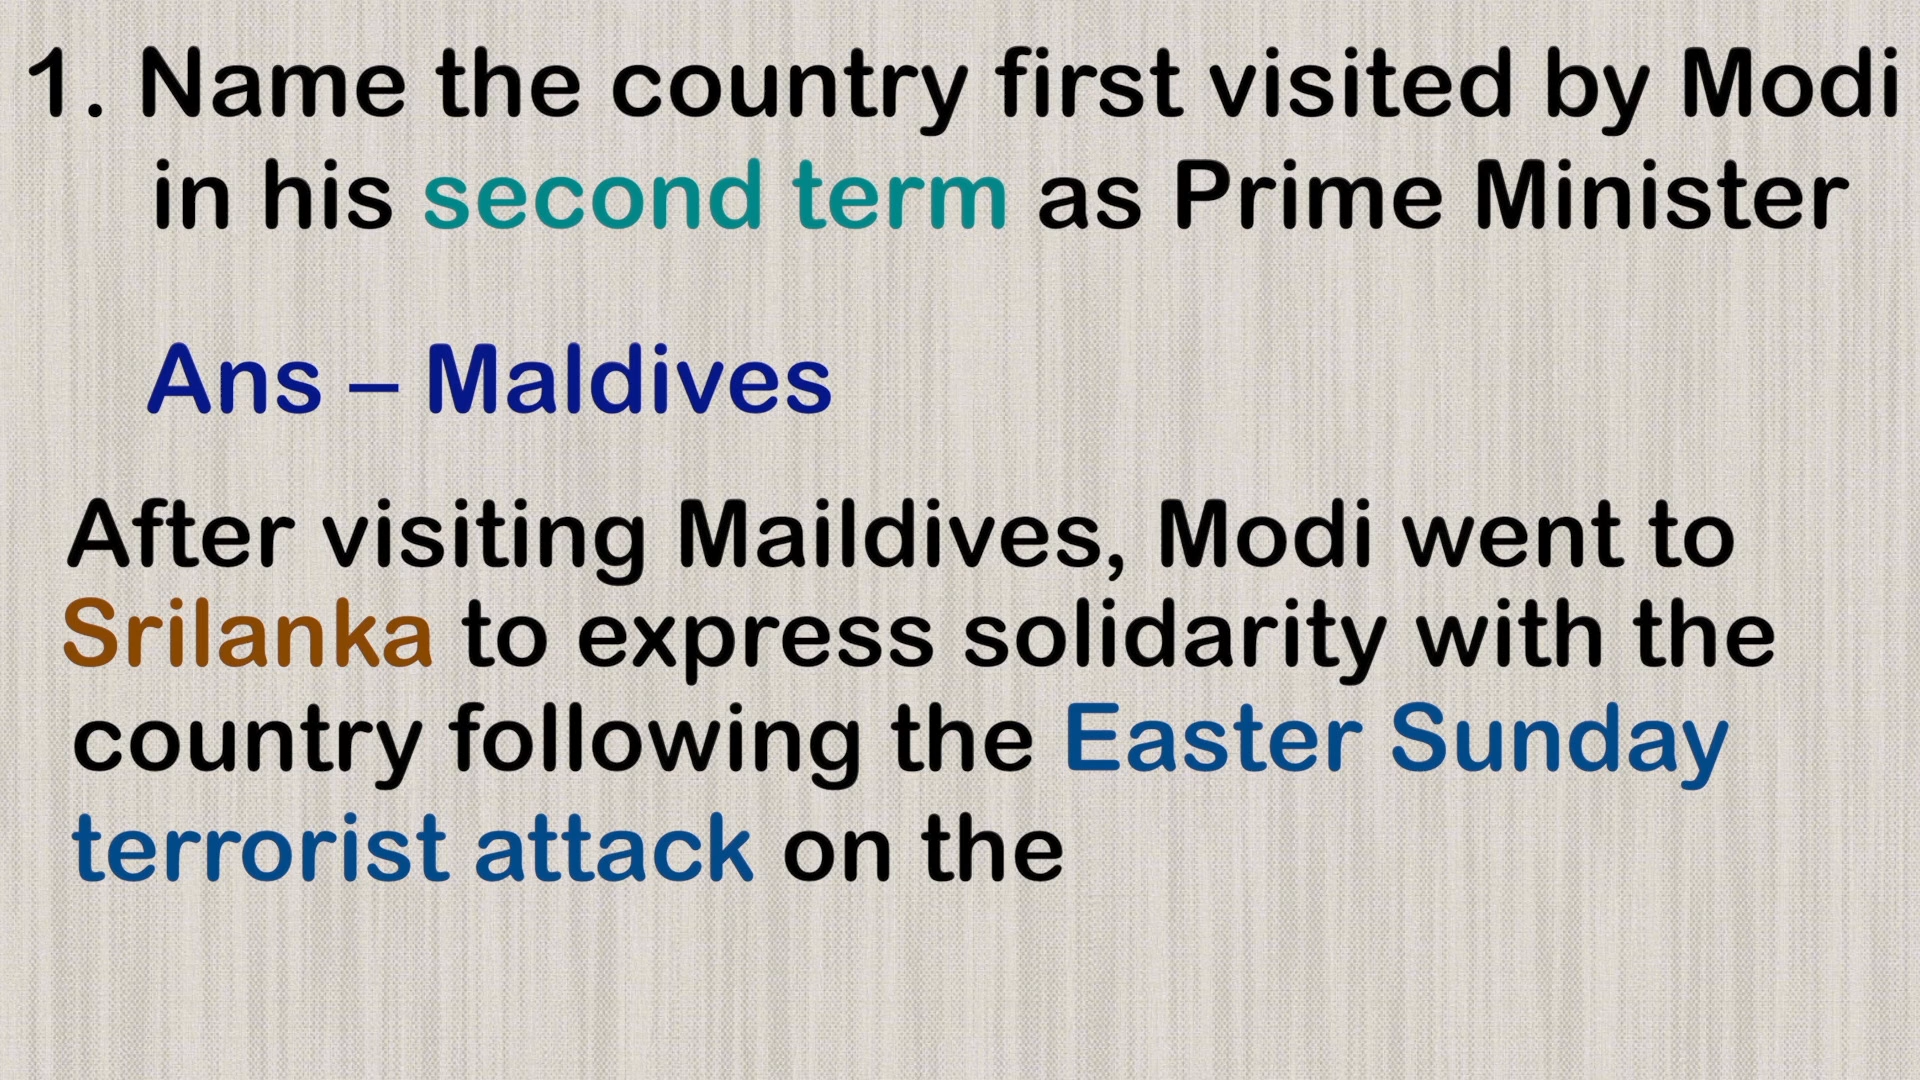 1. Name the country first visited by Modi
in his second term as Prime Minister
Ans – Maldives
After visiting Maildives, Modi went to
Srilanka to express solidarity with the
country following the Easter Sunday
terrorist attack on the